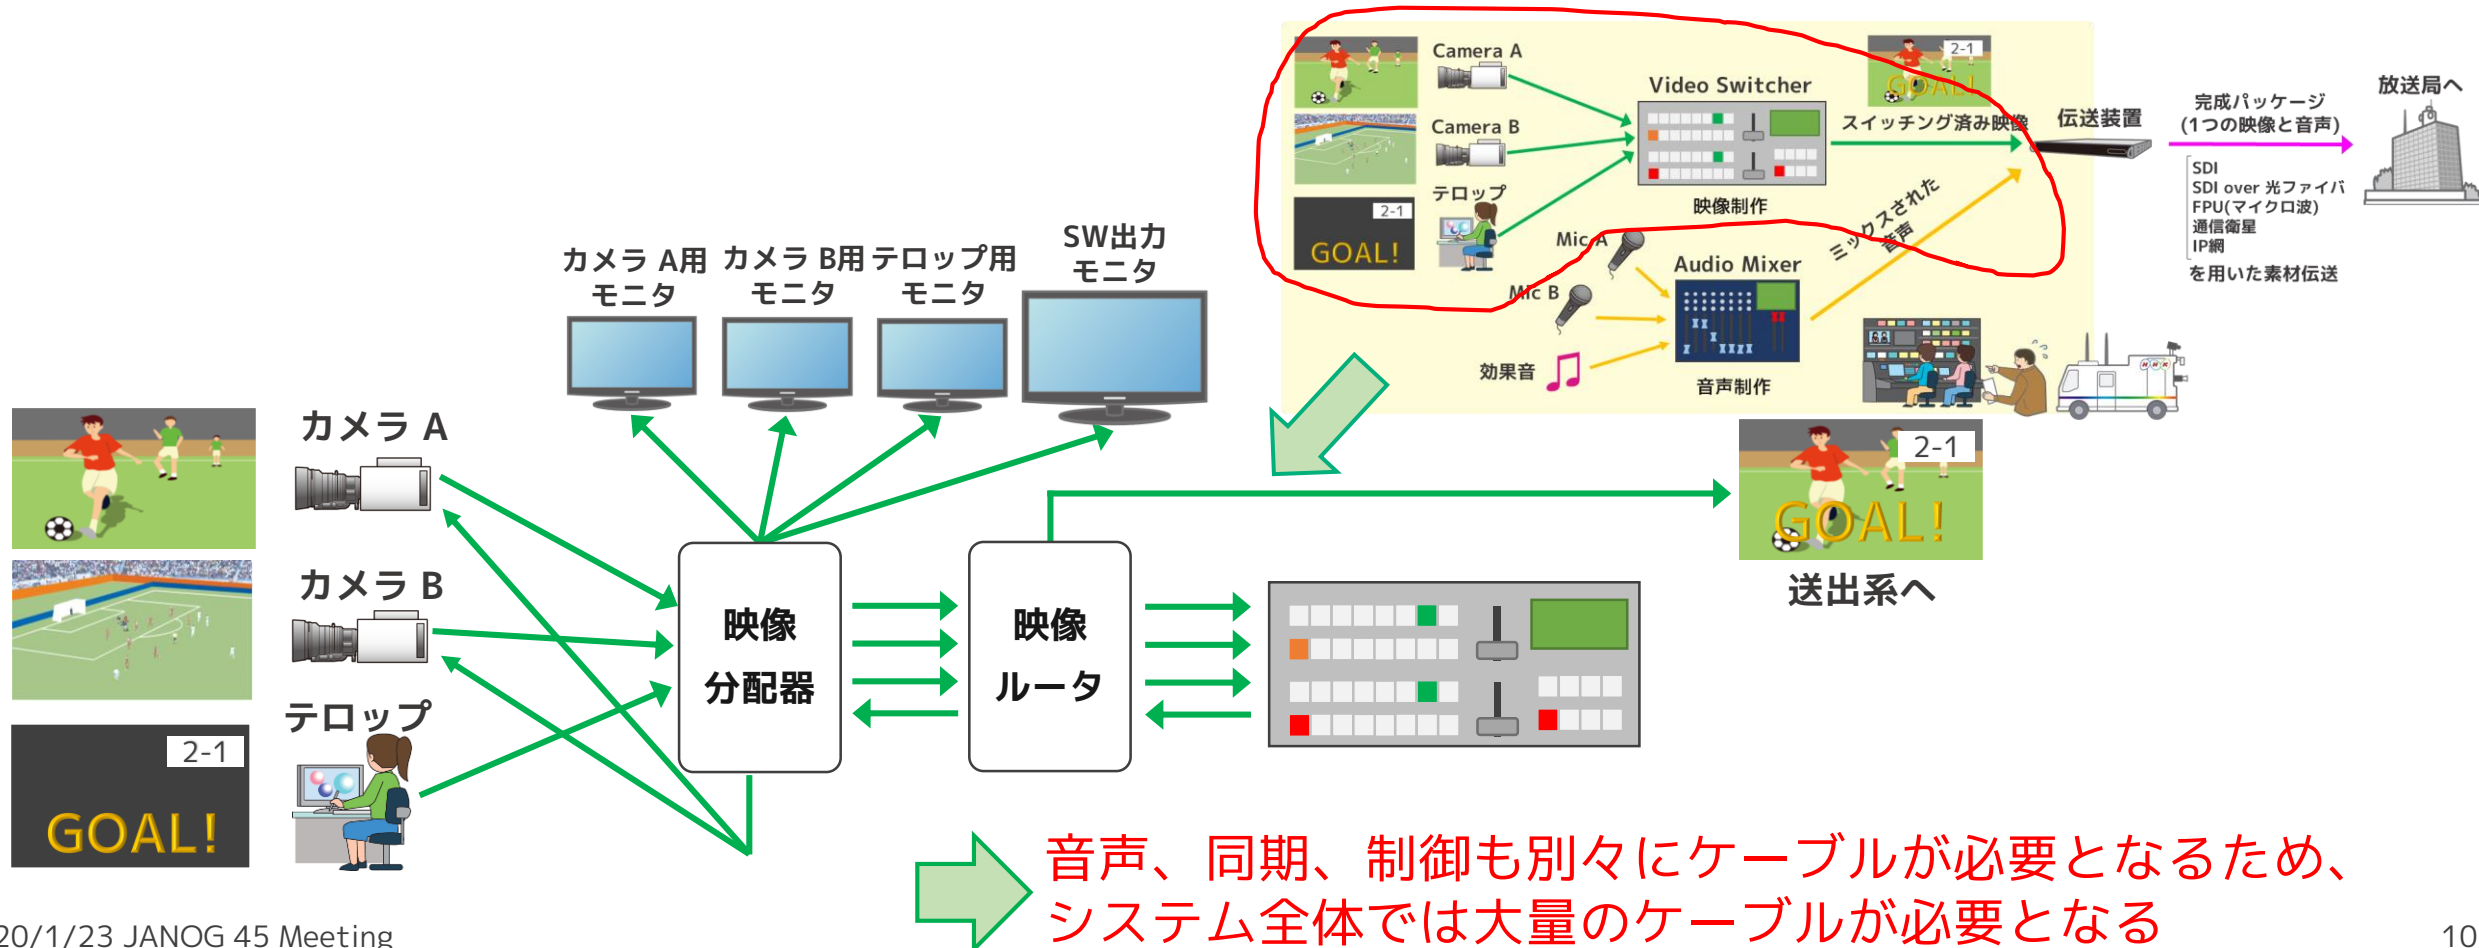 Camera A
Camera B
テロップ
2-1
GOAL!
Video Switcher
映像制作
2-1
GOAL!
スイッチング済み映像
伝送装置
完成パッケージ
(1つの映像と音声)
放送局へ
SDI
SDI over 光ファイバ
FPU(マイクロ波)
通信衛星
IP網
を用いた素材伝送
Mic A
Mic B
効果音
Audio Mixer
音声制作
ミックスされた
音声
NHK
カメラ A用
モニタ
カメラ B用
モニタ
テロップ用
モニタ
SW出力
モニタ
カメラ A
カメラ B
テロップ
2-1
GOAL!
映像
分配器
映像
ルータ
2-1
GOAL!
送出系へ
音声、同期、制御も別々にケーブルが必要となるため、
システム全体では大量のケーブルが必要となる
20/1/23 JANOG 45 Meeting
10